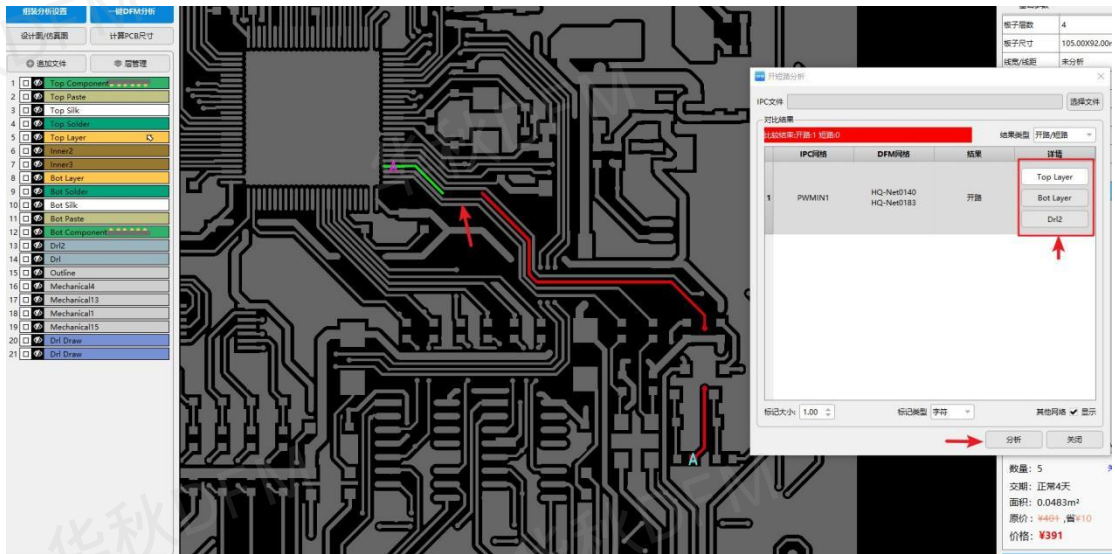 组装分析设置 一键DFM分析
设计图/仿真图 计算PCB尺寸
追加文件 层管理
1 Top Component
2 Top Paste
3 Top Silk
4 Top Solder
5 Top Layer
6 Inner2
7 Inner3
8 Bot Layer
9 Bot Solder
10 Bot Silk
11 Bot Paste
12 Bot Component
13 Drl2
14 Drl
15 Outline
16 Mechanical4
17 Mechanical13
18 Mechanical1
19 Mechanical15
20 Drl Draw
21 Drl Draw
A
A
板子层数 4
板子尺寸 105.00X92.00m
线宽/线距 未分析
开短路分析
IPC文件 选择文件
对比结果
比较结果:开路:1 短路:0 结果类型 开路/短路
IPC网络 DFM网络 结果 详情
1 PWMIN1 HQ-Net0140 HQ-Net0183 开路
Top Layer
Bot Layer
Drl2
标记大小: 1.00 标记类型 字符 其他网络 显示
分析 关闭
数量: 5
交期: 正常4天
面积: 0.0483m²
原价: ¥401 ,省¥10
价格: ¥391
华秋DFM